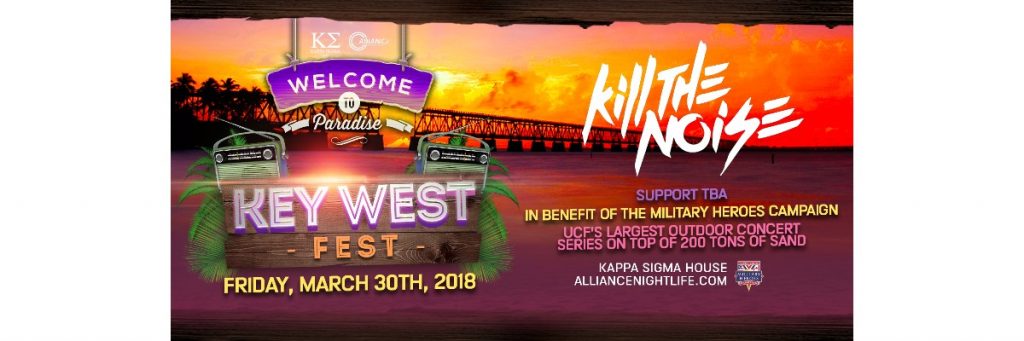 ΚΣ
KAPPA SIGMA
WELCOME
TO
Paradise
KEY WEST
- FEST -
FRIDAY, MARCH 30TH, 2018
Kill THE
NOISE
SUPPORT TBA
IN BENEFIT OF THE MILITARY HEROES CAMPAIGN
UCF'S LARGEST OUTDOOR CONCERT
SERIES ON TOP OF 200 TONS OF SAND
KAPPA SIGMA HOUSE
ALLIANCENIGHTLIFE.COM